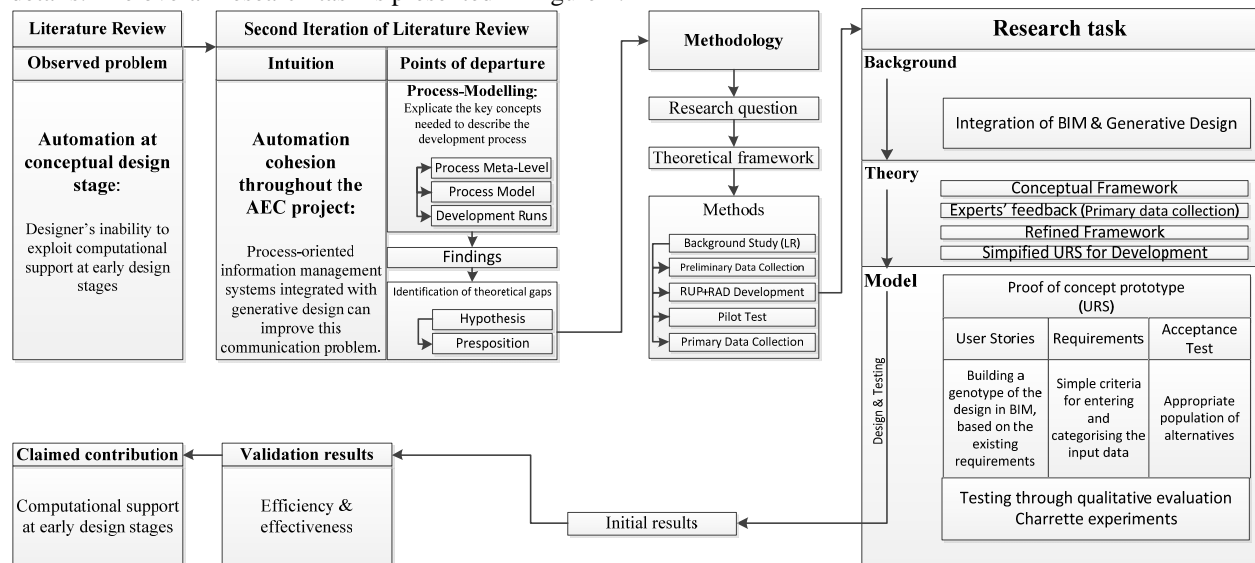 Literature Review
Observed problem
Automation at
conceptual design
stage:
Designer's inability to
exploit computational
support at early design
stages
Second Iteration of Literature Review
Intuition
Automation
cohesion
throughout the
AEC project:
Process-oriented
information management
systems integrated with
generative design can
improve this
communication problem.
Points of departure
Process-Modelling:
Explicate the key concepts
needed to describe the
development process
Process Meta-Level
Process Model
Development Runs
Findings
Identification of theoretical gaps
Hypothesis
Presposition
Methodology
Research question
Theoretical framework
Methods
Background Study (LR)
Preliminary Data Collection
RUP+RAD Development
Pilot Test
Primary Data Collection
Research task
Background
Integration of BIM & Generative Design
Theory
Conceptual Framework
Experts' feedback (Primary data collection)
Refined Framework
Simpified URS for Development
Model
Design & Testing
Proof of concept prototype
(URS)
User Stories
Building a
genotype of the
design in BIM,
based on the
existing
requirements
Requirements
Simple criteria
for entering
and
categorising the
input data
Acceptance
Test
Appropriate
population of
alternatives
Testing through qualitative evaluation
Charrette experiments
Initial results
Validation results
Efficiency &
effectiveness
Claimed contribution
Computational support
at early design stages